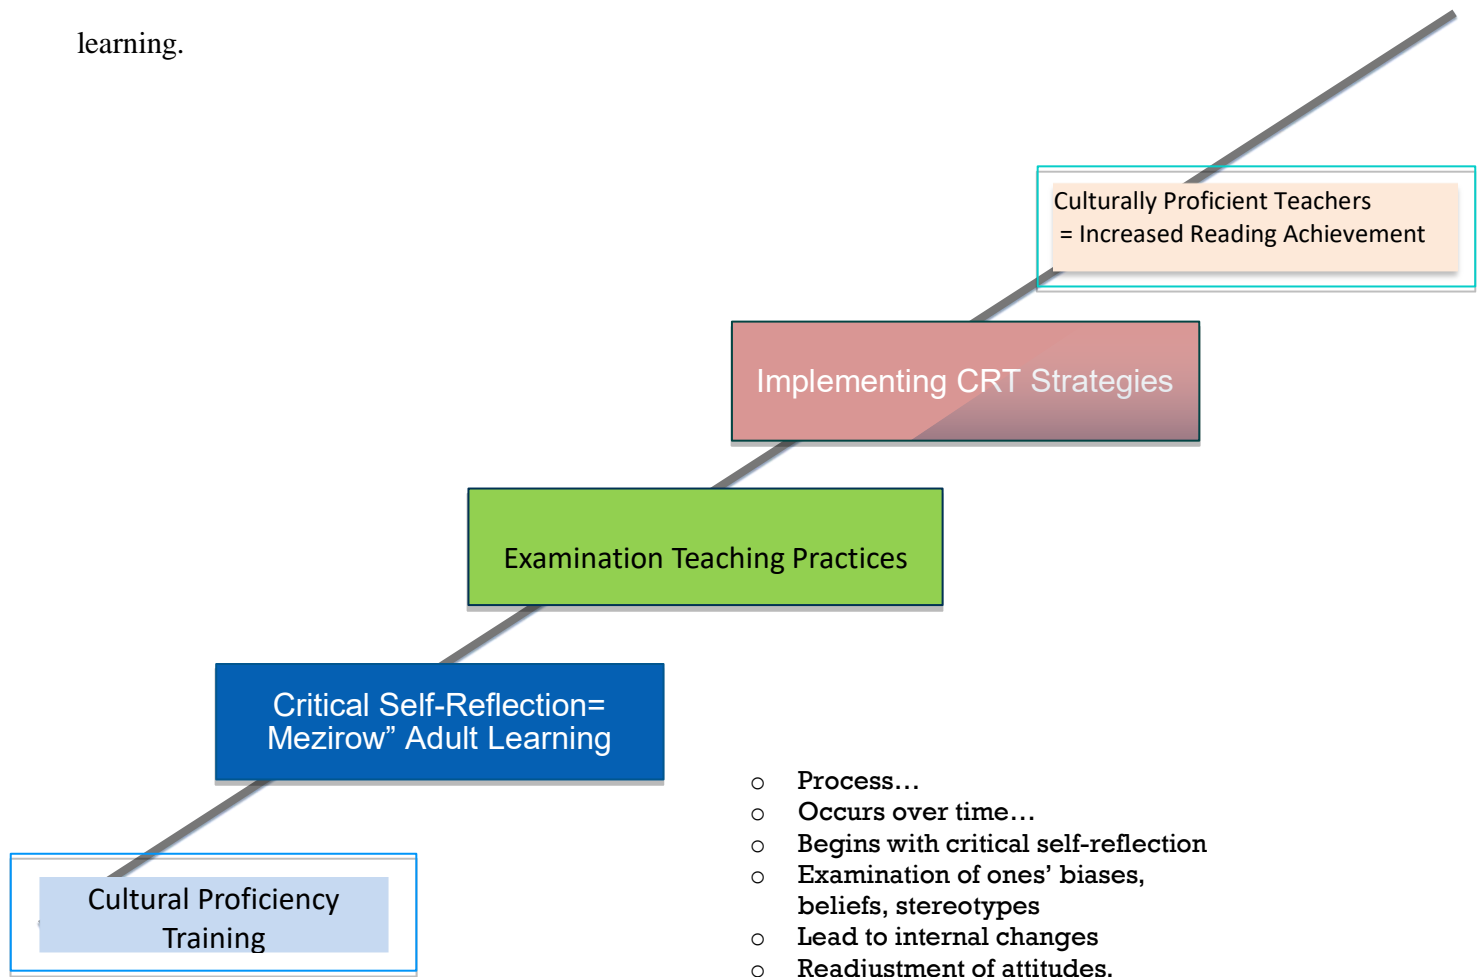 learning.
Culturally Proficient Teachers
= Increased Reading Achievement
Implementing CRT Strategies
Examination Teaching Practices
Critical Self-Reflection=
Mezirow” Adult Learning
Cultural Proficiency
Training
o Process…
o Occurs over time…
o Begins with critical self-reflection
o Examination of ones’ biases,
beliefs, stereotypes
o Lead to internal changes
o Readjustment of attitudes,